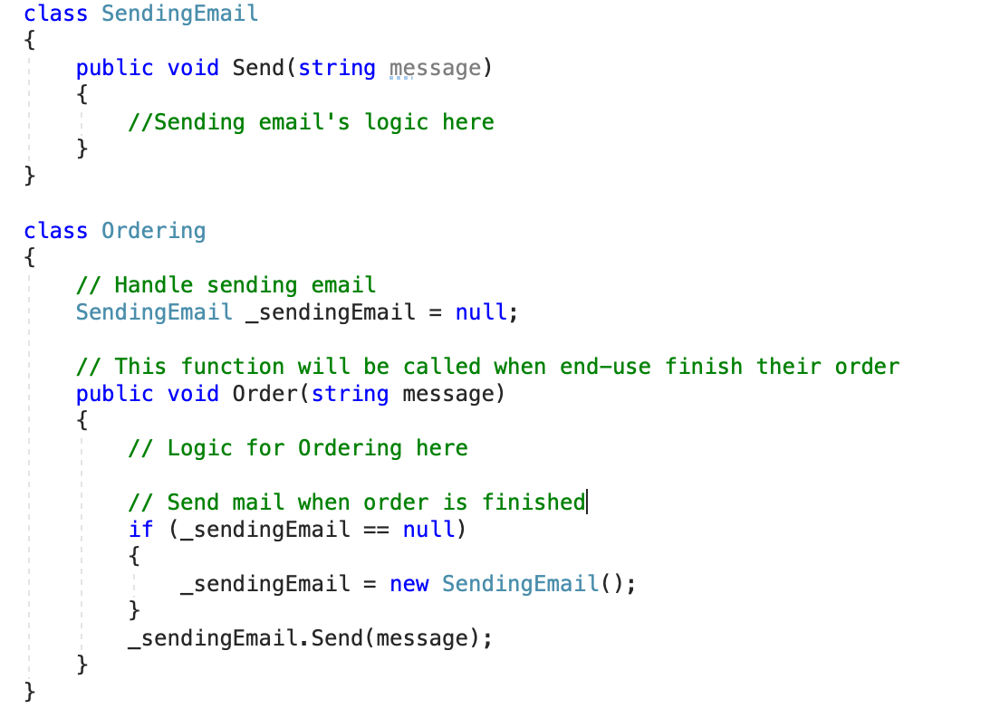 class SendingEmail
{
    public void Send(string message)
    {
        //Sending email's logic here
    }
}

class Ordering
{
    // Handle sending email
    SendingEmail _sendingEmail = null;

    // This function will be called when end-use finish their order
    public void Order(string message)
    {
        // Logic for Ordering here

        // Send mail when order is finished
        if (_sendingEmail == null)
        {
            _sendingEmail = new SendingEmail();
        }
        _sendingEmail.Send(message);
    }
}